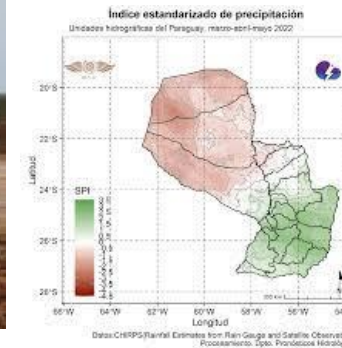 Índice estandarizado de precipitación
Unidades hidrográficas del Paraguay, marzo-abril-mayo 2022
20°S
22°S
24°S
26°S
28°S
Latitud
SPI
66°W 64°W 62°W 60°W 58°W 56°W
Longitud
Datos:CHIRPS(Rainfall Estimates from Rain Gauge and Satellite
Procesamiento: Dpto. Pronósticos